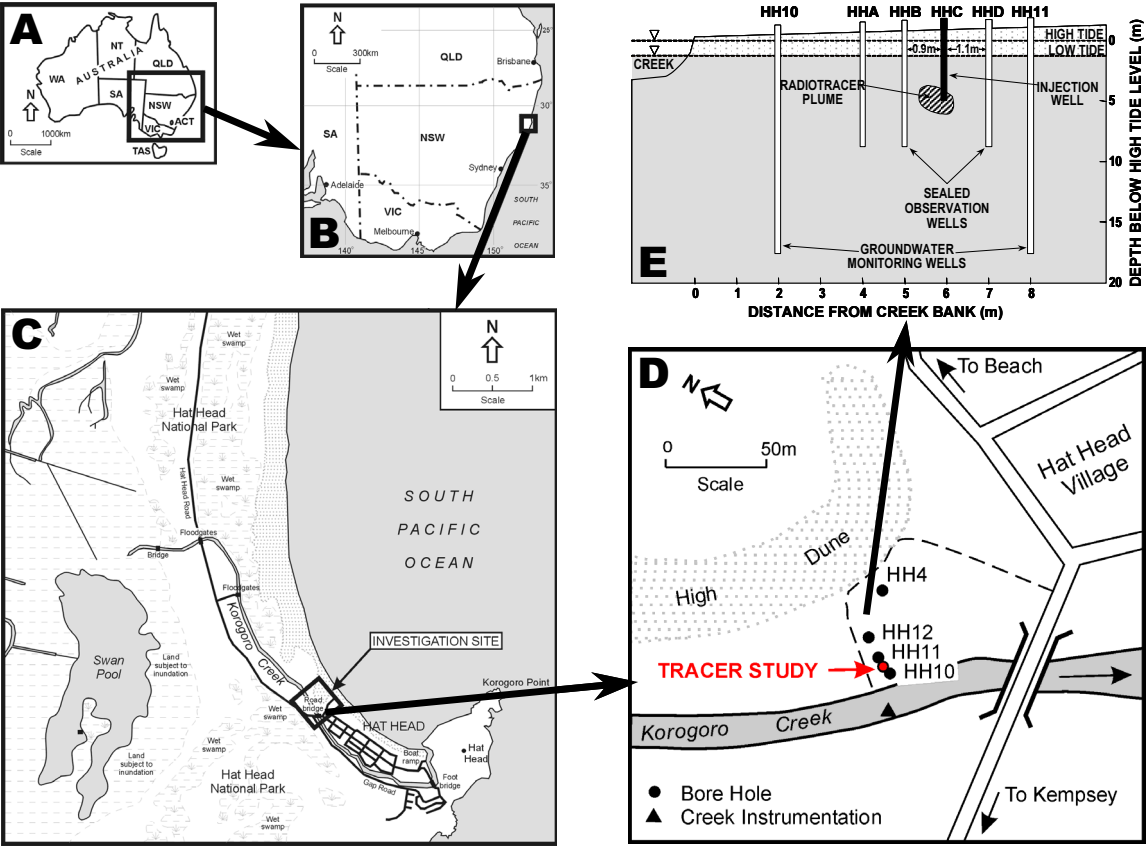 A
AUSTRALIA
WA
NT
QLD
SA
NSW
ACT
VIC
TAS
N
0 1000km
Scale
B
N
0 300km
Scale
QLD
Brisbane
SA
NSW
Sydney
Adelaide
VIC
Melbourne
SOUTH
PACIFIC
OCEAN
25°
30°
35°
140°
145°
150°
HH10 HHA HHB HHC HHD HH11
HIGH TIDE
LOW TIDE
CREEK
0.9m
1.1m
RADIOTRACER
PLUME
INJECTION
WELL
SEALED
OBSERVATION
WELLS
GROUNDWATER
MONITORING WELLS
E
0
5
10
15
20
DEPTH BELOW HIGH TIDE LEVEL (m)
0 1 2 3 4 5 6 7 8
DISTANCE FROM CREEK BANK (m)
C
N
0 0.5 1km
Scale
Wet
swamp
Wet
swamp
Hat Head
National Park
Hat Head Road
Wet
swamp
Floodgates
Bridge
Floodgates
Korogoro
Creek
SOUTH
PACIFIC
OCEAN
INVESTIGATION SITE
Swan
Pool
Land
subject to
inundation
Korogoro Point
Road
bridge
Wet
swamp
HAT HEAD
Hat
Head
Boat
ramp
Foot
bridge
Gap Road
Wet
swamp
Land
subject to
inundation
Hat Head
National Park
Wet
swamp
D
N
0 50m
Scale
To Beach
Hat Head
Village
High
Dune
HH4
HH12
HH11
HH10
TRACER STUDY
Korogoro Creek
Bore Hole
Creek Instrumentation
To Kempsey